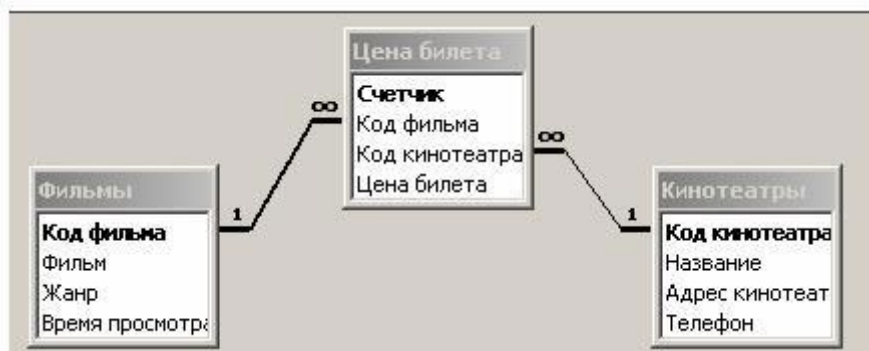 Цена билета
Счетчик
Код фильма
Код кинотеатра
Цена билета
∞
∞
Фильмы
1
Код фильма
Фильм
Жанр
Время просмотра
Кинотеатры
1
Код кинотеатра
Название
Адрес кинотеат
Телефон